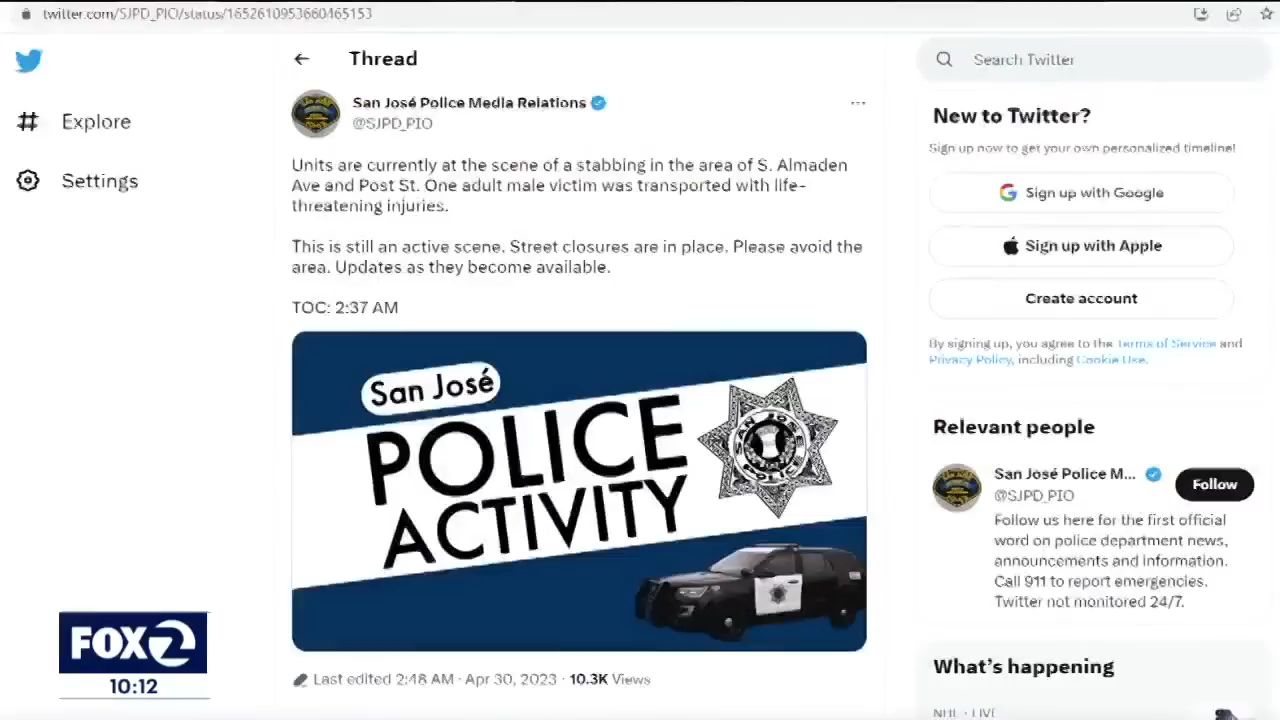 twitter.com/SJPD_PIO/status/1652610953660465153
Thread
Search Twitter
Explore
Settings
San José Police Media Relations
@SJPD_PIO
Units are currently at the scene of a stabbing in the area of S. Almaden
Ave and Post St. One adult male victim was transported with life-
threatening injuries.
This is still an active scene. Street closures are in place. Please avoid the
area. Updates as they become available.
TOC: 2:37 AM
San José
POLICE
ACTIVITY
SAN JOSE
POLICE
Last edited 2:48 AM · Apr 30, 2023 · 10.3K Views
New to Twitter?
Sign up now to get your own personalized timeline!
Sign up with Google
Sign up with Apple
Create account
By signing up, you agree to the Terms of Service and
Privacy Policy, including Cookie Use.
Relevant people
San José Police M...
@SJPD_PIO
Follow
Follow us here for the first official
word on police department news,
announcements and information.
Call 911 to report emergencies.
Twitter not monitored 24/7.
What's happening
NHL · LIVE
FOX 2
10:12